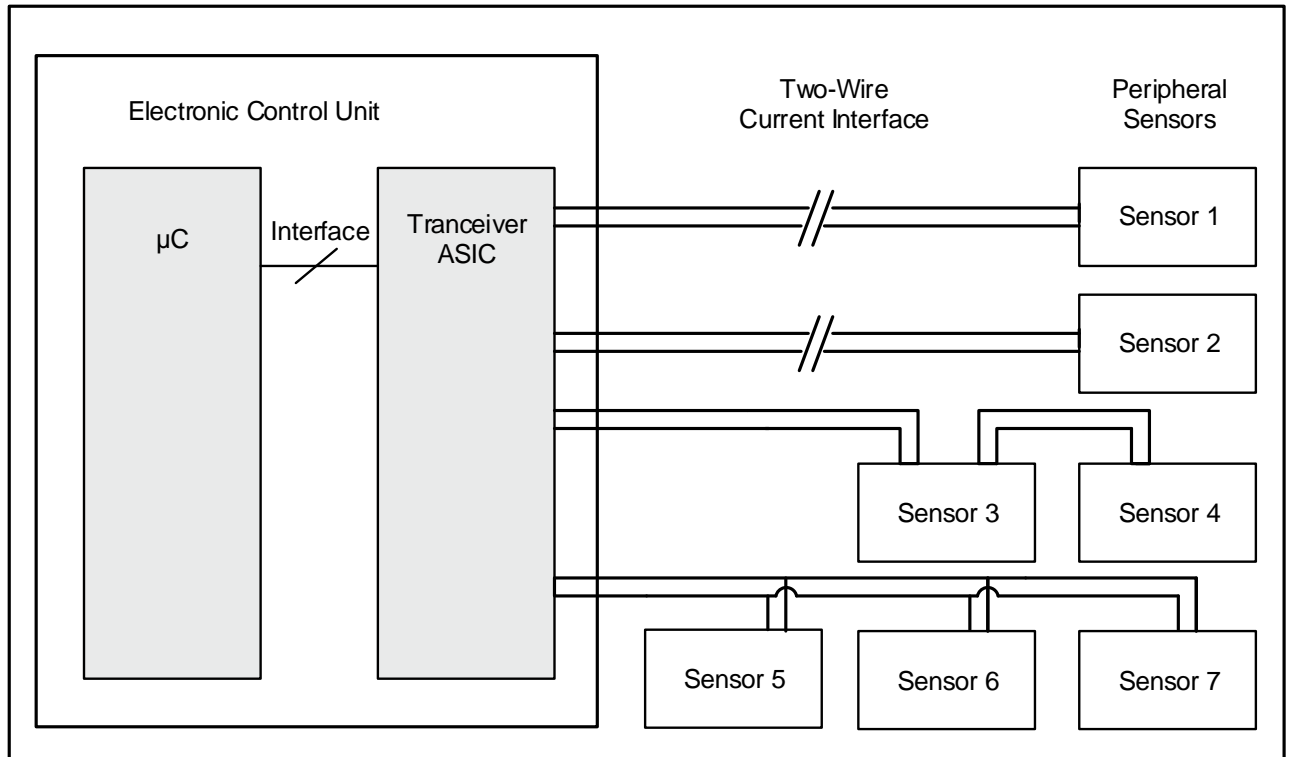 Electronic Control Unit
Two-Wire
Current Interface
Peripheral
Sensors
µC
Interface
Tranceiver
ASIC
Sensor 1
Sensor 2
Sensor 3
Sensor 4
Sensor 5
Sensor 6
Sensor 7